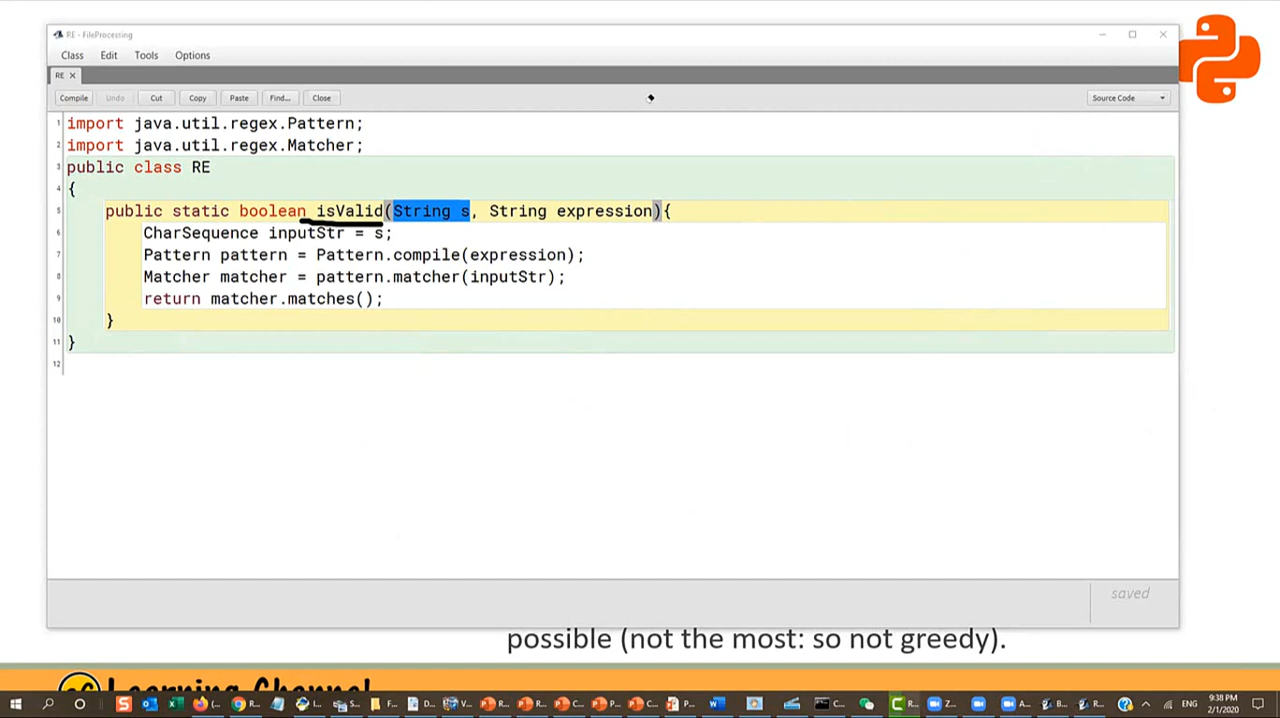 RE - FileProcessing
Class Edit Tools Options
RE ×
Compile Undo Cut Copy Paste Find... Close Source Code
1 import java.util.regex.Pattern;
2 import java.util.regex.Matcher;
3 public class RE
4 {
5 public static boolean isValid(String s, String expression){
6 CharSequence inputStr = s;
7 Pattern pattern = Pattern.compile(expression);
8 Matcher matcher = pattern.matcher(inputStr);
9 return matcher.matches();
10 }
11 }
12
saved
possible (not the most: so not greedy).
Learning Channel
(... I... S... F... D... V... R... R... C... P... C... P... C... R... Z... A... B... R... ENG
9:38 PM
2/1/2020